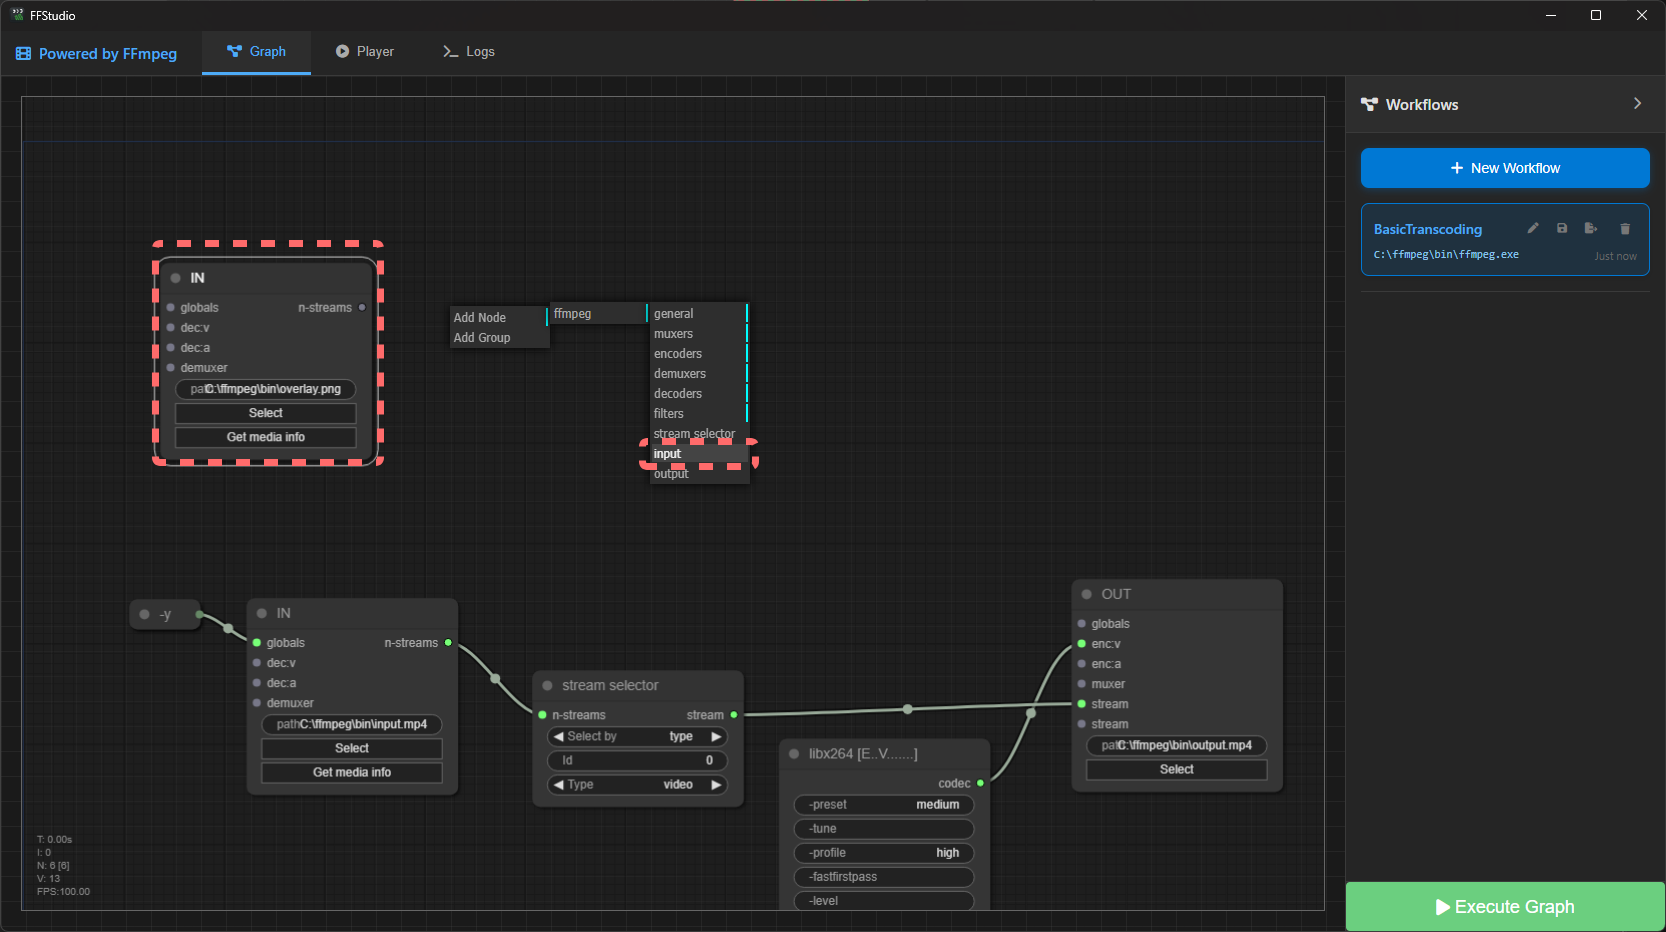 FFStudio
Powered by FFmpeg
Graph
Player
Logs
Workflows
New Workflow
BasicTranscoding
C:\ffmpeg\bin\ffmpeg.exe
Just now
IN
globals
n-streams
dec:v
dec:a
demuxer
C:\ffmpeg\bin\overlay.png
Select
Get media info
Add Node
Add Group
ffmpeg
general
muxers
encoders
demuxers
decoders
filters
stream selector
input
output
-y
IN
globals
n-streams
dec:v
dec:a
demuxer
path C:\ffmpeg\bin\input.mp4
Select
Get media info
stream selector
n-streams
stream
Select by
type
Id
0
Type
video
libx264 [E..V.......]
codec
-preset
medium
-tune
-profile
high
-fastfirstpass
-level
OUT
globals
enc:v
enc:a
muxer
stream
stream
C:\ffmpeg\bin\output.mp4
Select
T: 0.00s
I: 0
N: 6 [6]
V: 13
FPS:100.00
Execute Graph